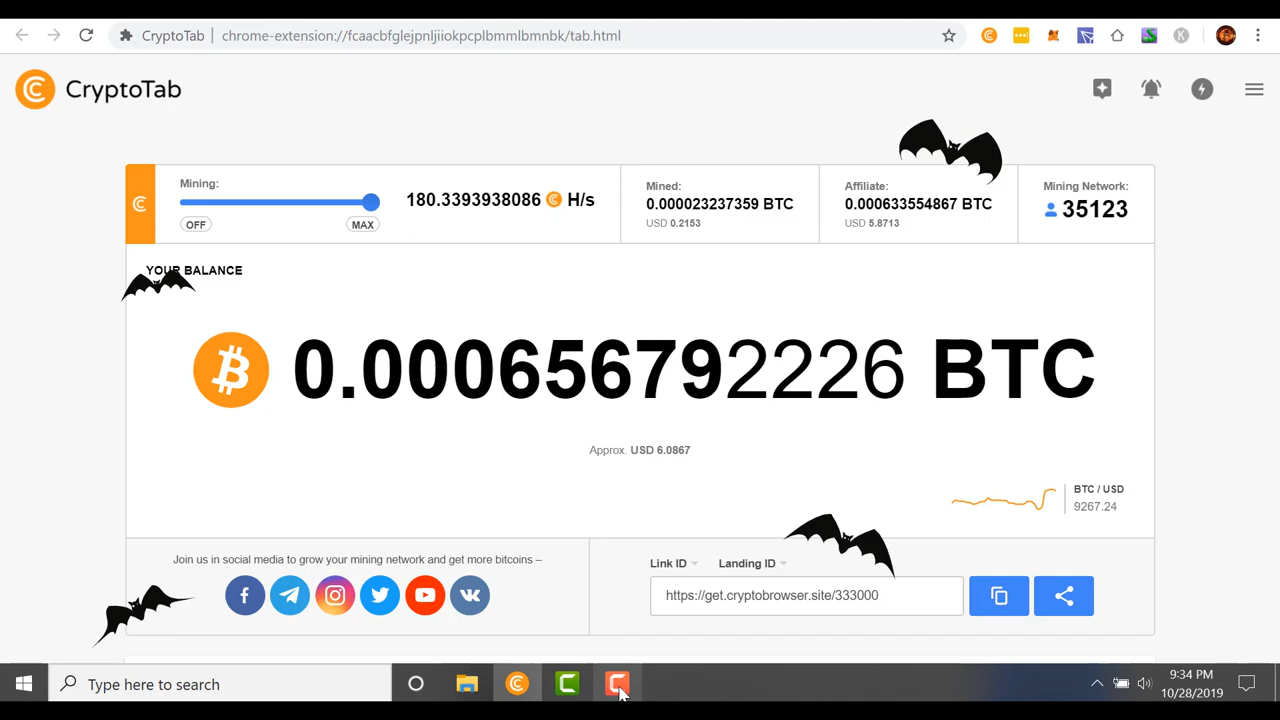 CryptoTab
chrome-extension://fcaacbfglejpnljiiokpcplbmmlbmnbk/tab.html
CryptoTab
Mining:
OFF
MAX
180.3393938086 H/s
Mined:
0.000023237359 BTC
USD 0.2153
Affiliate:
0.000633554867 BTC
USD 5.8713
Mining Network:
35123
YOUR BALANCE
0.000656792226 BTC
Approx. USD 6.0867
BTC / USD
9267.24
Join us in social media to grow your mining network and get more bitcoins –
Link ID
Landing ID
https://get.cryptobrowser.site/333000
Type here to search
9:34 PM
10/28/2019